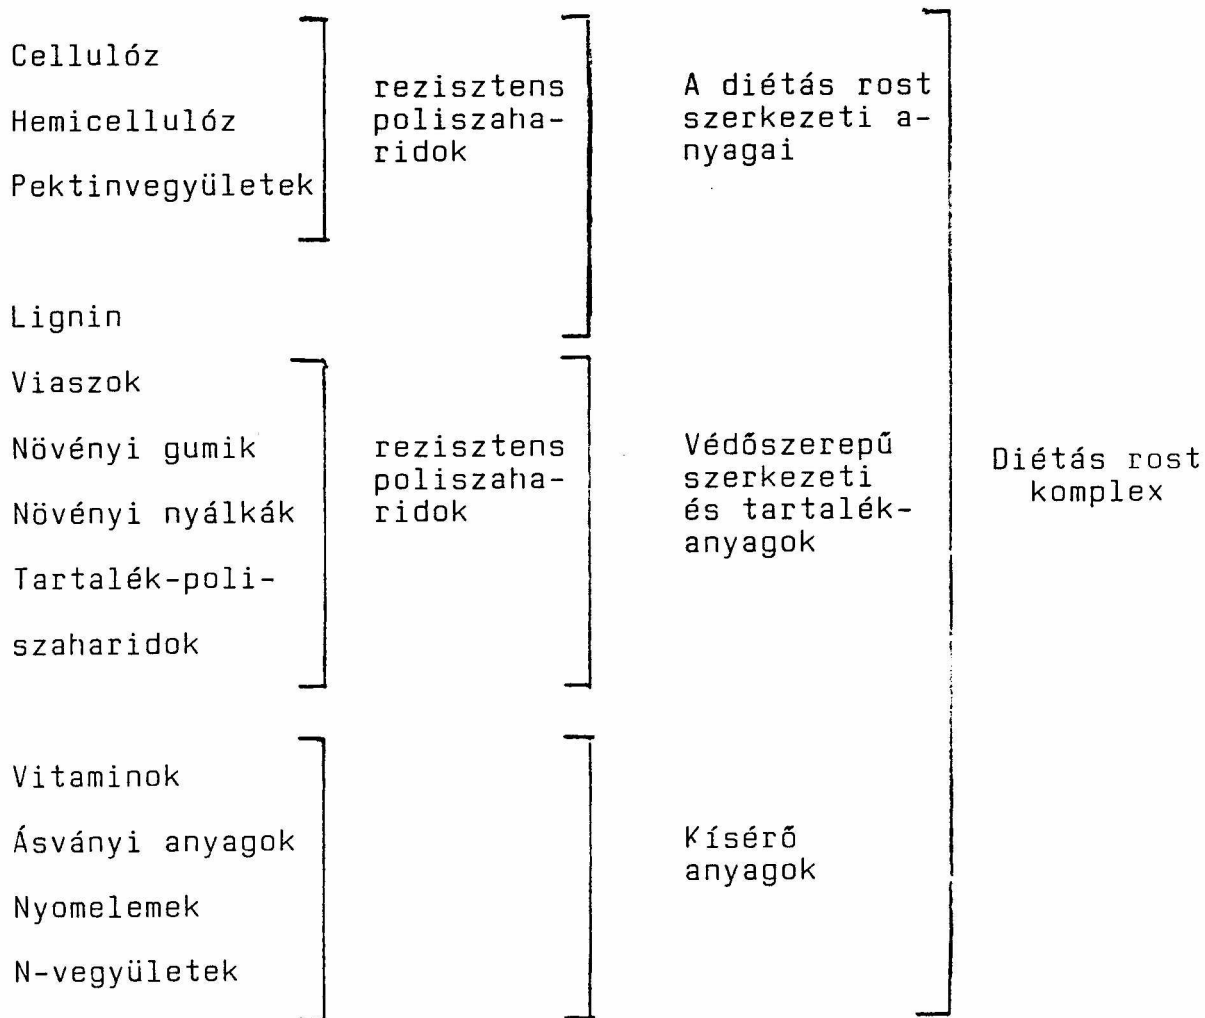 Cellulóz
Hemicellulóz
Pektinvegyületek
rezisztens
poliszaha-
ridok
A diétás rost
szerkezeti a-
nyagai
Lignin
Viaszok
Növényi gumik
Növényi nyálkák
Tartalék-poli-
szaharidok
rezisztens
poliszaha-
ridok
Védőszerepű
szerkezeti
és tartalék-
anyagok
Diétás rost
komplex
Vitaminok
Ásványi anyagok
Nyomelemek
N-vegyületek
Kísérő
anyagok